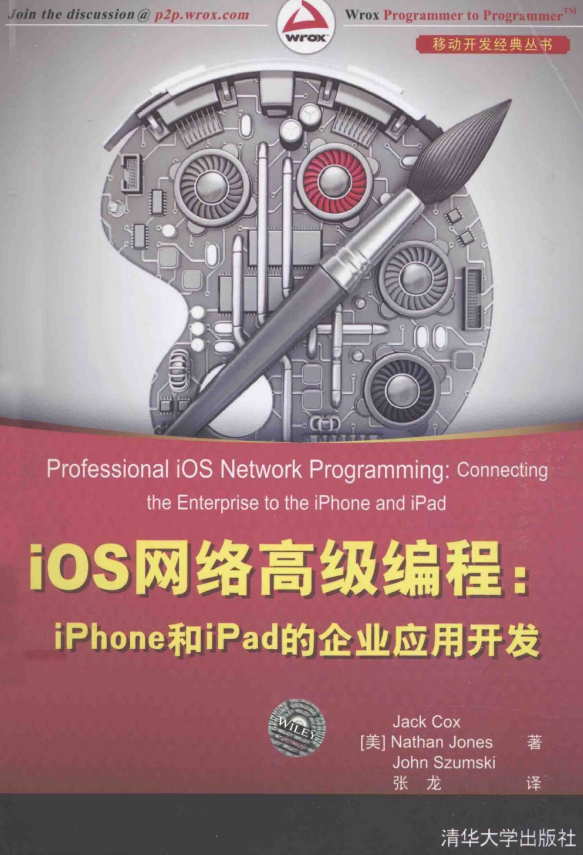 Join the discussion @ p2p.wrox.com
wrox™
Wrox Programmer to Programmer™
移动开发经典丛书
Professional iOS Network Programming: Connecting
the Enterprise to the iPhone and iPad
iOS网络高级编程：
iPhone和iPad的企业应用开发
WILEY
Jack Cox
[美] Nathan Jones 著
John Szumski
张 龙 译
清华大学出版社